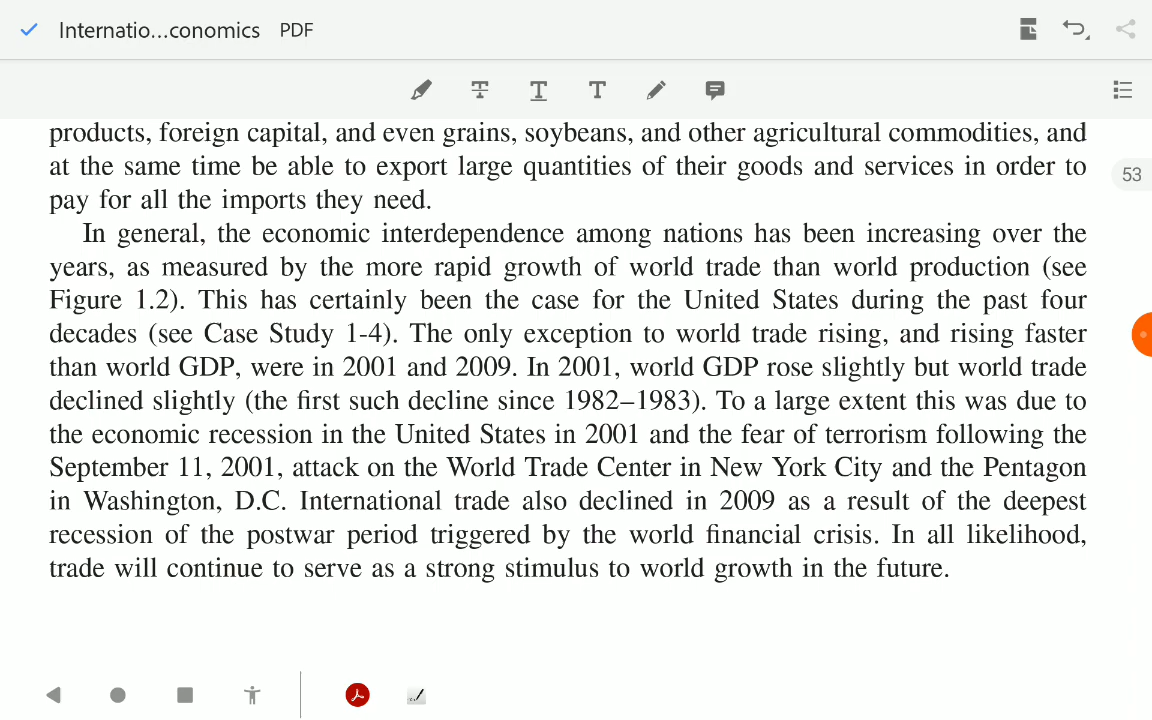 Internatio...conomics PDF
products, foreign capital, and even grains, soybeans, and other agricultural commodities, and
at the same time be able to export large quantities of their goods and services in order to
pay for all the imports they need.
In general, the economic interdependence among nations has been increasing over the
years, as measured by the more rapid growth of world trade than world production (see
Figure 1.2). This has certainly been the case for the United States during the past four
decades (see Case Study 1-4). The only exception to world trade rising, and rising faster
than world GDP, were in 2001 and 2009. In 2001, world GDP rose slightly but world trade
declined slightly (the first such decline since 1982–1983). To a large extent this was due to
the economic recession in the United States in 2001 and the fear of terrorism following the
September 11, 2001, attack on the World Trade Center in New York City and the Pentagon
in Washington, D.C. International trade also declined in 2009 as a result of the deepest
recession of the postwar period triggered by the world financial crisis. In all likelihood,
trade will continue to serve as a strong stimulus to world growth in the future.
53